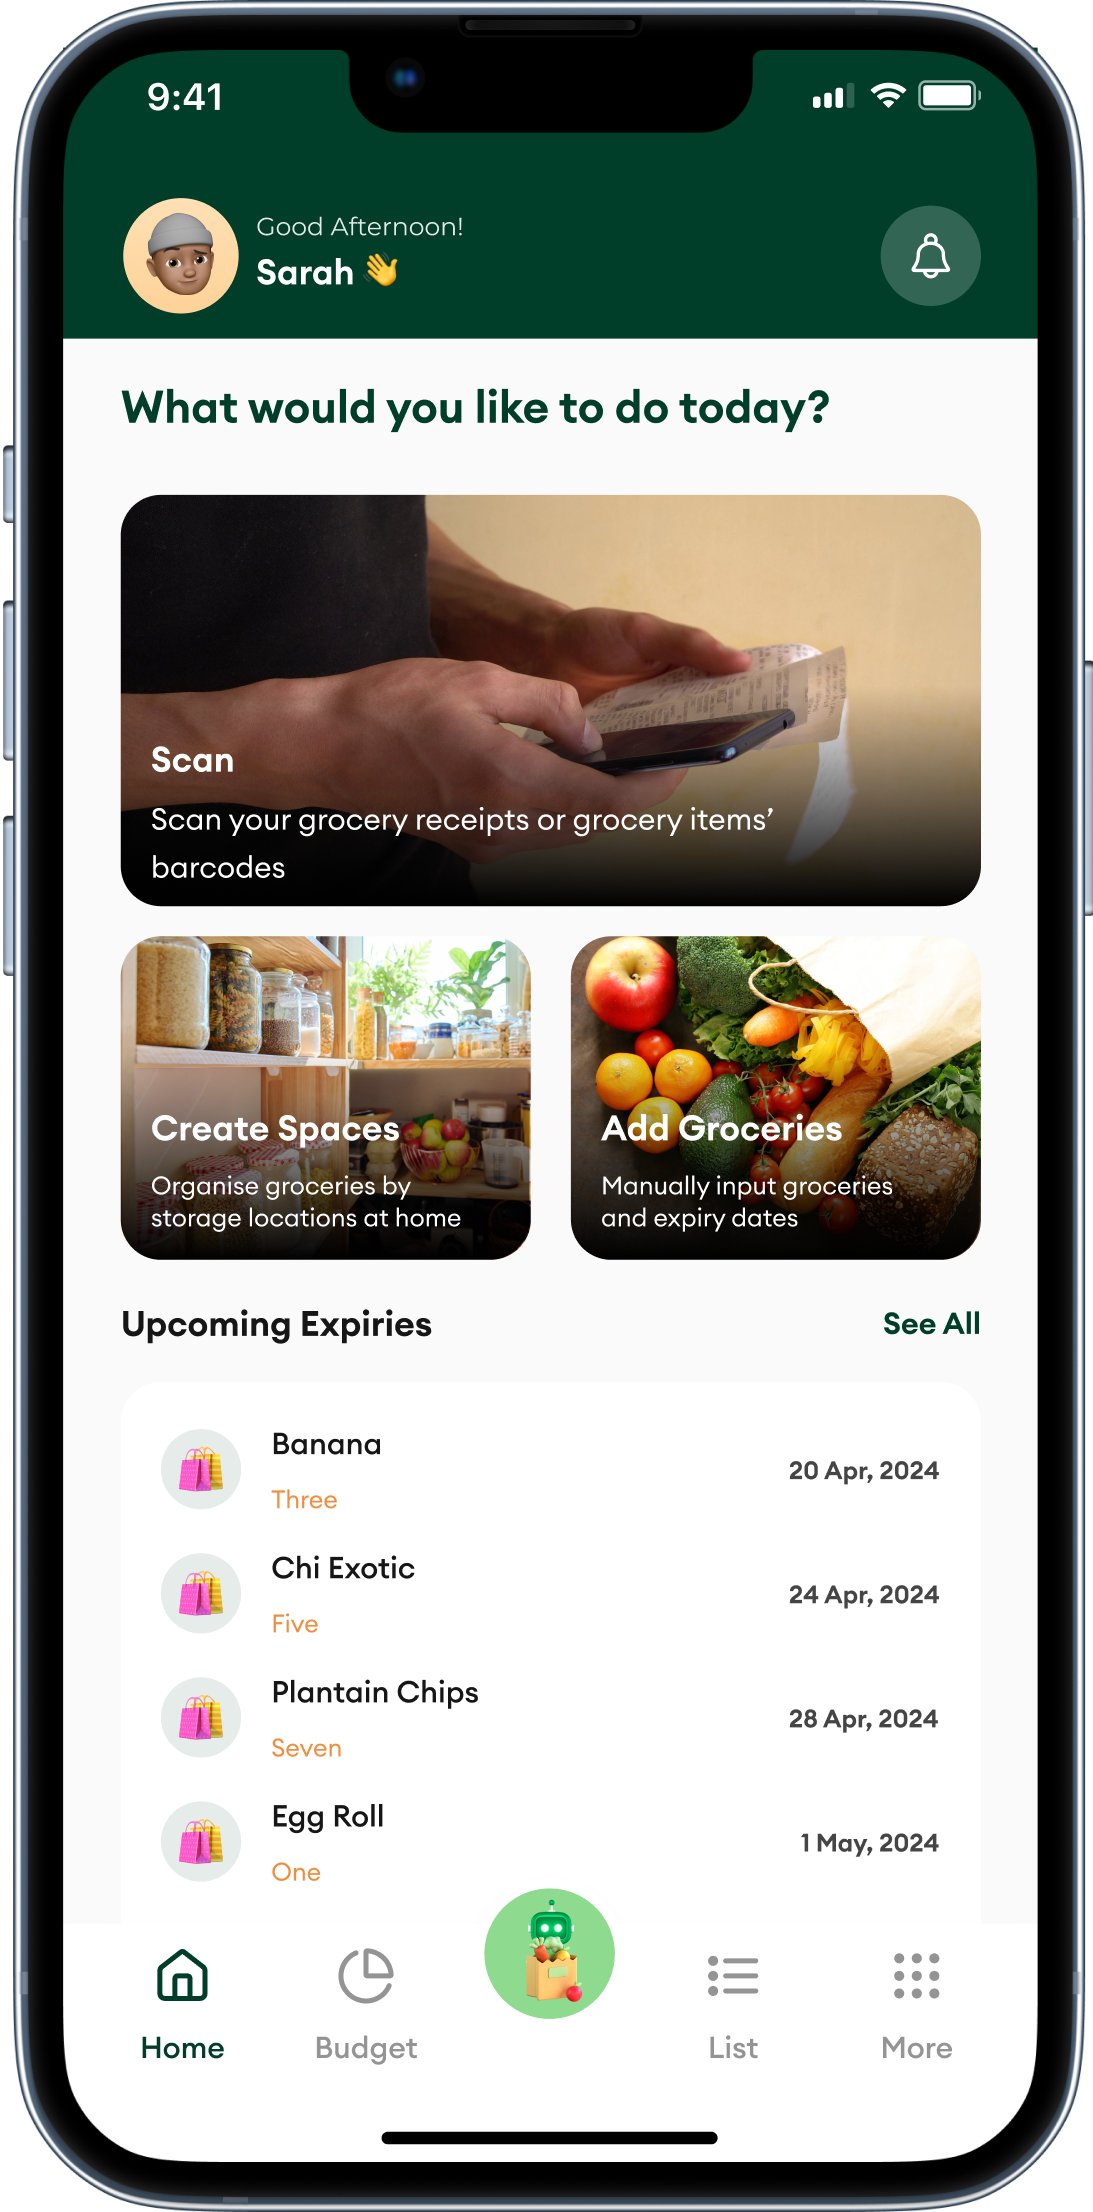 9:41
Good Afternoon!
Sarah 👋
What would you like to do today?
Scan
Scan your grocery receipts or grocery items’
barcodes
Create Spaces
Organise groceries by
storage locations at home
Add Groceries
Manually input groceries
and expiry dates
Upcoming Expiries
See All
Banana
Three
20 Apr, 2024
Chi Exotic
Five
24 Apr, 2024
Plantain Chips
Seven
28 Apr, 2024
Egg Roll
One
1 May, 2024
Home
Budget
List
More